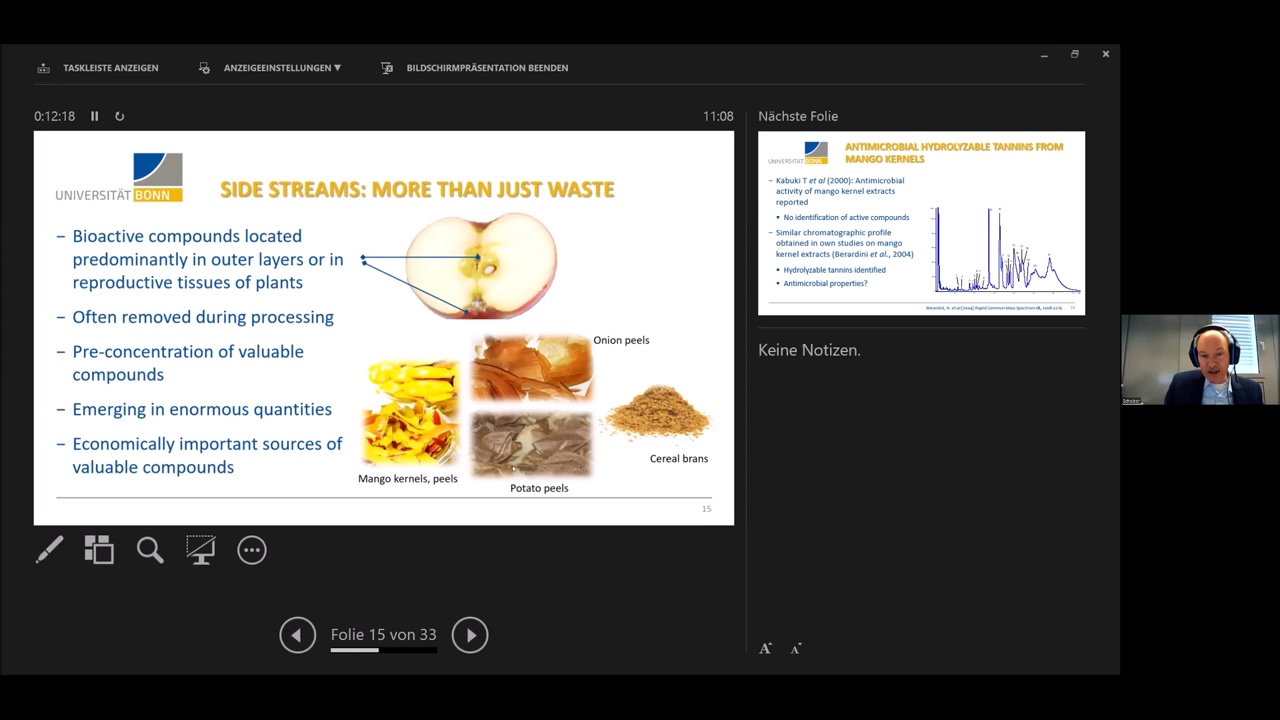 TASKLEISTE ANZEIGEN
ANZEIGEEINSTELLUNGEN ▼
BILDSCHIRMPRÄSENTATION BEENDEN
0:12:18
11:08
UNIVERSITÄT BONN
SIDE STREAMS: MORE THAN JUST WASTE
– Bioactive compounds located
predominantly in outer layers or in
reproductive tissues of plants
– Often removed during processing
– Pre-concentration of valuable
compounds
– Emerging in enormous quantities
– Economically important sources of
valuable compounds
Onion peels
Cereal brans
Mango kernels, peels
Potato peels
15
Folie 15 von 33
Nächste Folie
UNIVERSITÄT BONN
ANTIMICROBIAL HYDROLYZABLE TANNINS FROM
MANGO KERNELS
– Kabuki T et al (2000): Antimicrobial
activity of mango kernel extracts
reported
▪ No identification of active compounds
– Similar chromatographic profile
obtained in own studies on mango
kernel extracts (Berardini et al., 2004)
▪ Hydrolyzable tannins identified
▪ Antimicrobial properties?
Keine Notizen.
A A